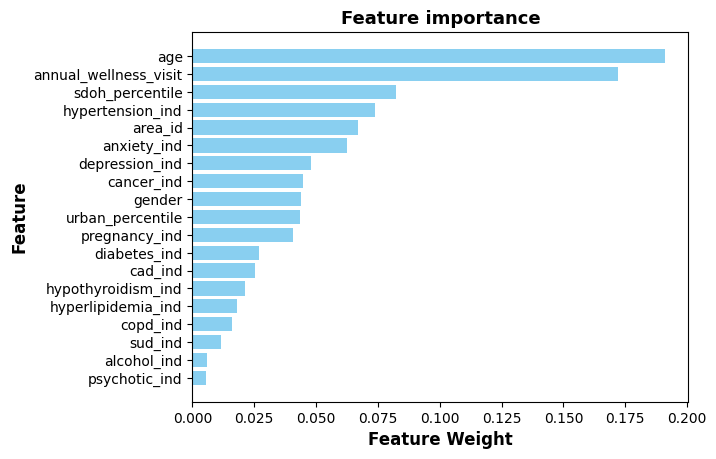 Feature importance
age
annual_wellness_visit
sdoh_percentile
hypertension_ind
area_id
anxiety_ind
depression_ind
cancer_ind
gender
urban_percentile
pregnancy_ind
diabetes_ind
cad_ind
hypothyroidism_ind
hyperlipidemia_ind
copd_ind
sud_ind
alcohol_ind
psychotic_ind
Feature
0.000 0.025 0.050 0.075 0.100 0.125 0.150 0.175 0.200
Feature Weight